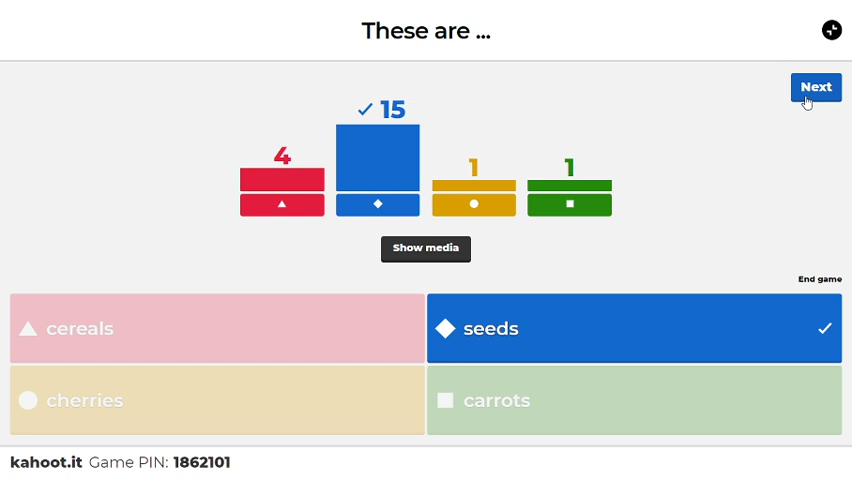 These are ...
Next
4
15
1
1
Show media
End game
cereals
seeds
cherries
carrots
kahoot.it Game PIN: 1862101